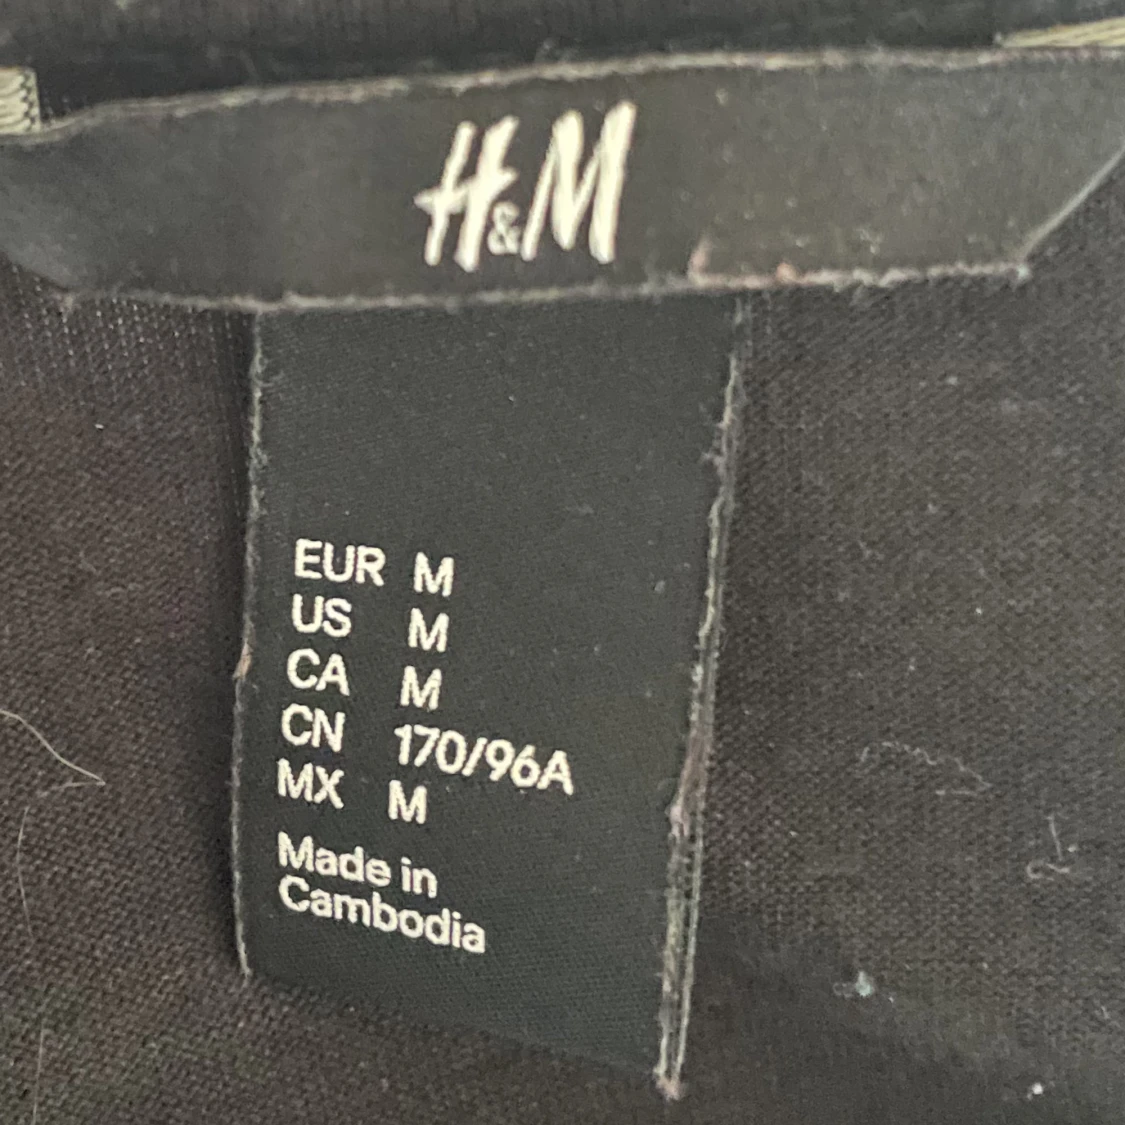 H&M
EUR M
US M
CA M
CN 170/96A
MX M
Made in
Cambodia